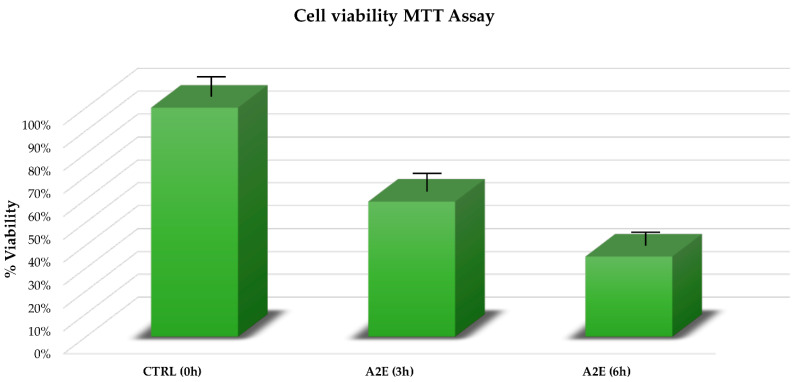 Cell viability MTT Assay
% Viability
100%
90%
80%
70%
60%
50%
40%
30%
20%
10%
0%
CTRL (0h)
A2E (3h)
A2E (6h)